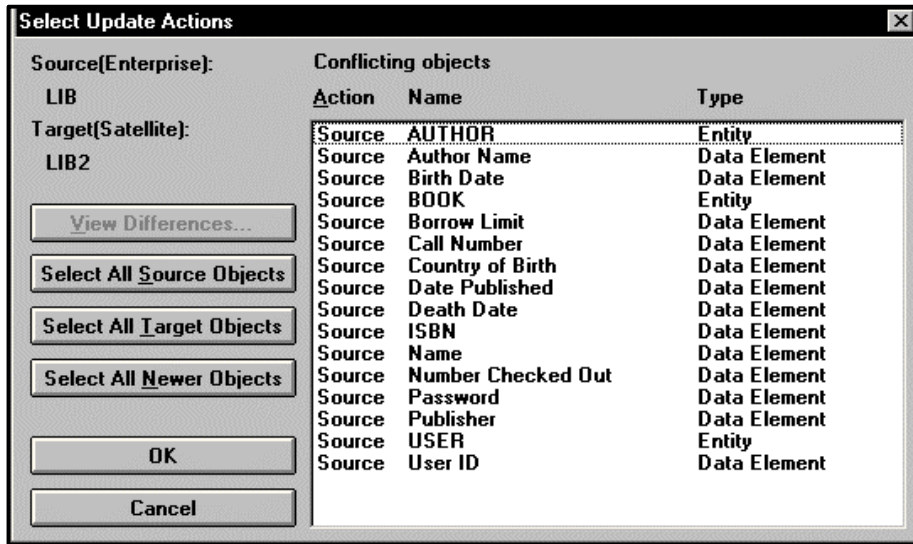 Select Update Actions
Source(Enterprise):
LIB
Target(Satellite):
LIB2
View Differences...
Select All Source Objects
Select All Target Objects
Select All Newer Objects
OK
Cancel
Conflicting objects
Action Name Type
Source AUTHOR Entity
Source Author Name Data Element
Source Birth Date Data Element
Source BOOK Entity
Source Borrow Limit Data Element
Source Call Number Data Element
Source Country of Birth Data Element
Source Date Published Data Element
Source Death Date Data Element
Source ISBN Data Element
Source Name Data Element
Source Number Checked Out Data Element
Source Password Data Element
Source Publisher Data Element
Source USER Entity
Source User ID Data Element